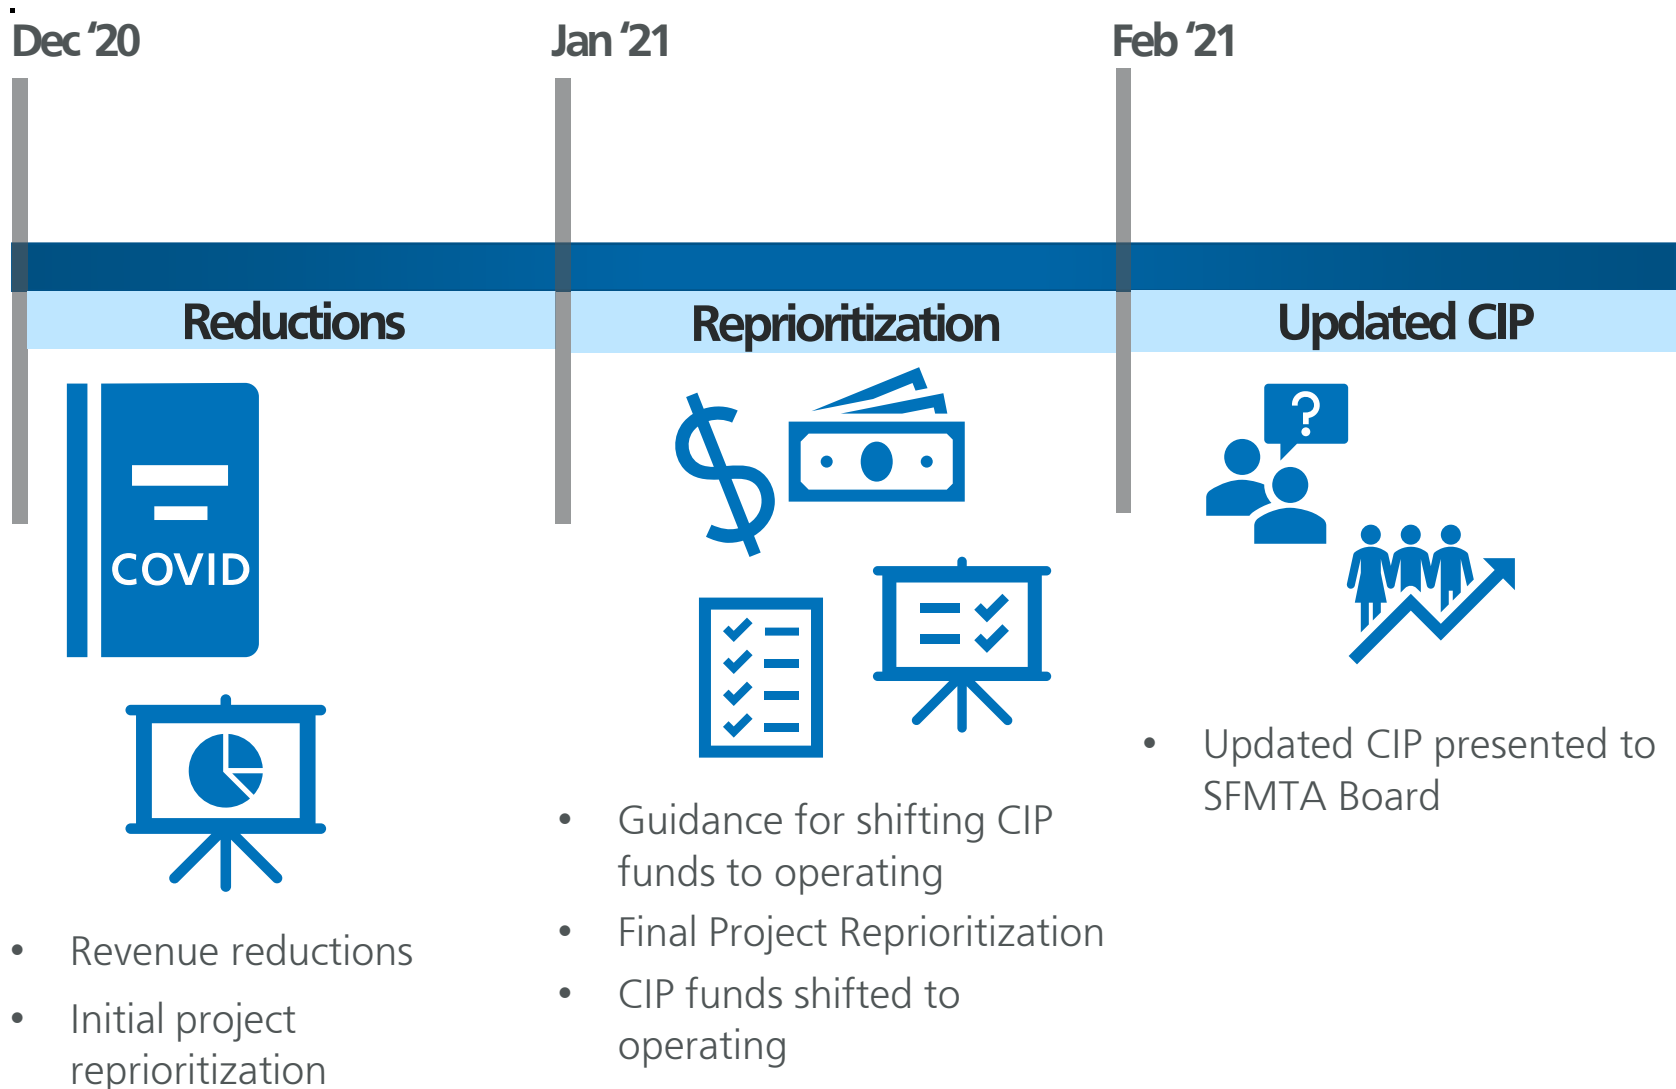 Dec ‘20
Jan ‘21
Feb ‘21
Reductions
Reprioritization
Updated CIP
COVID
?
• Revenue reductions
• Initial project
reprioritization
• Guidance for shifting CIP
funds to operating
• Final Project Reprioritization
• CIP funds shifted to
operating
• Updated CIP presented to
SFMTA Board